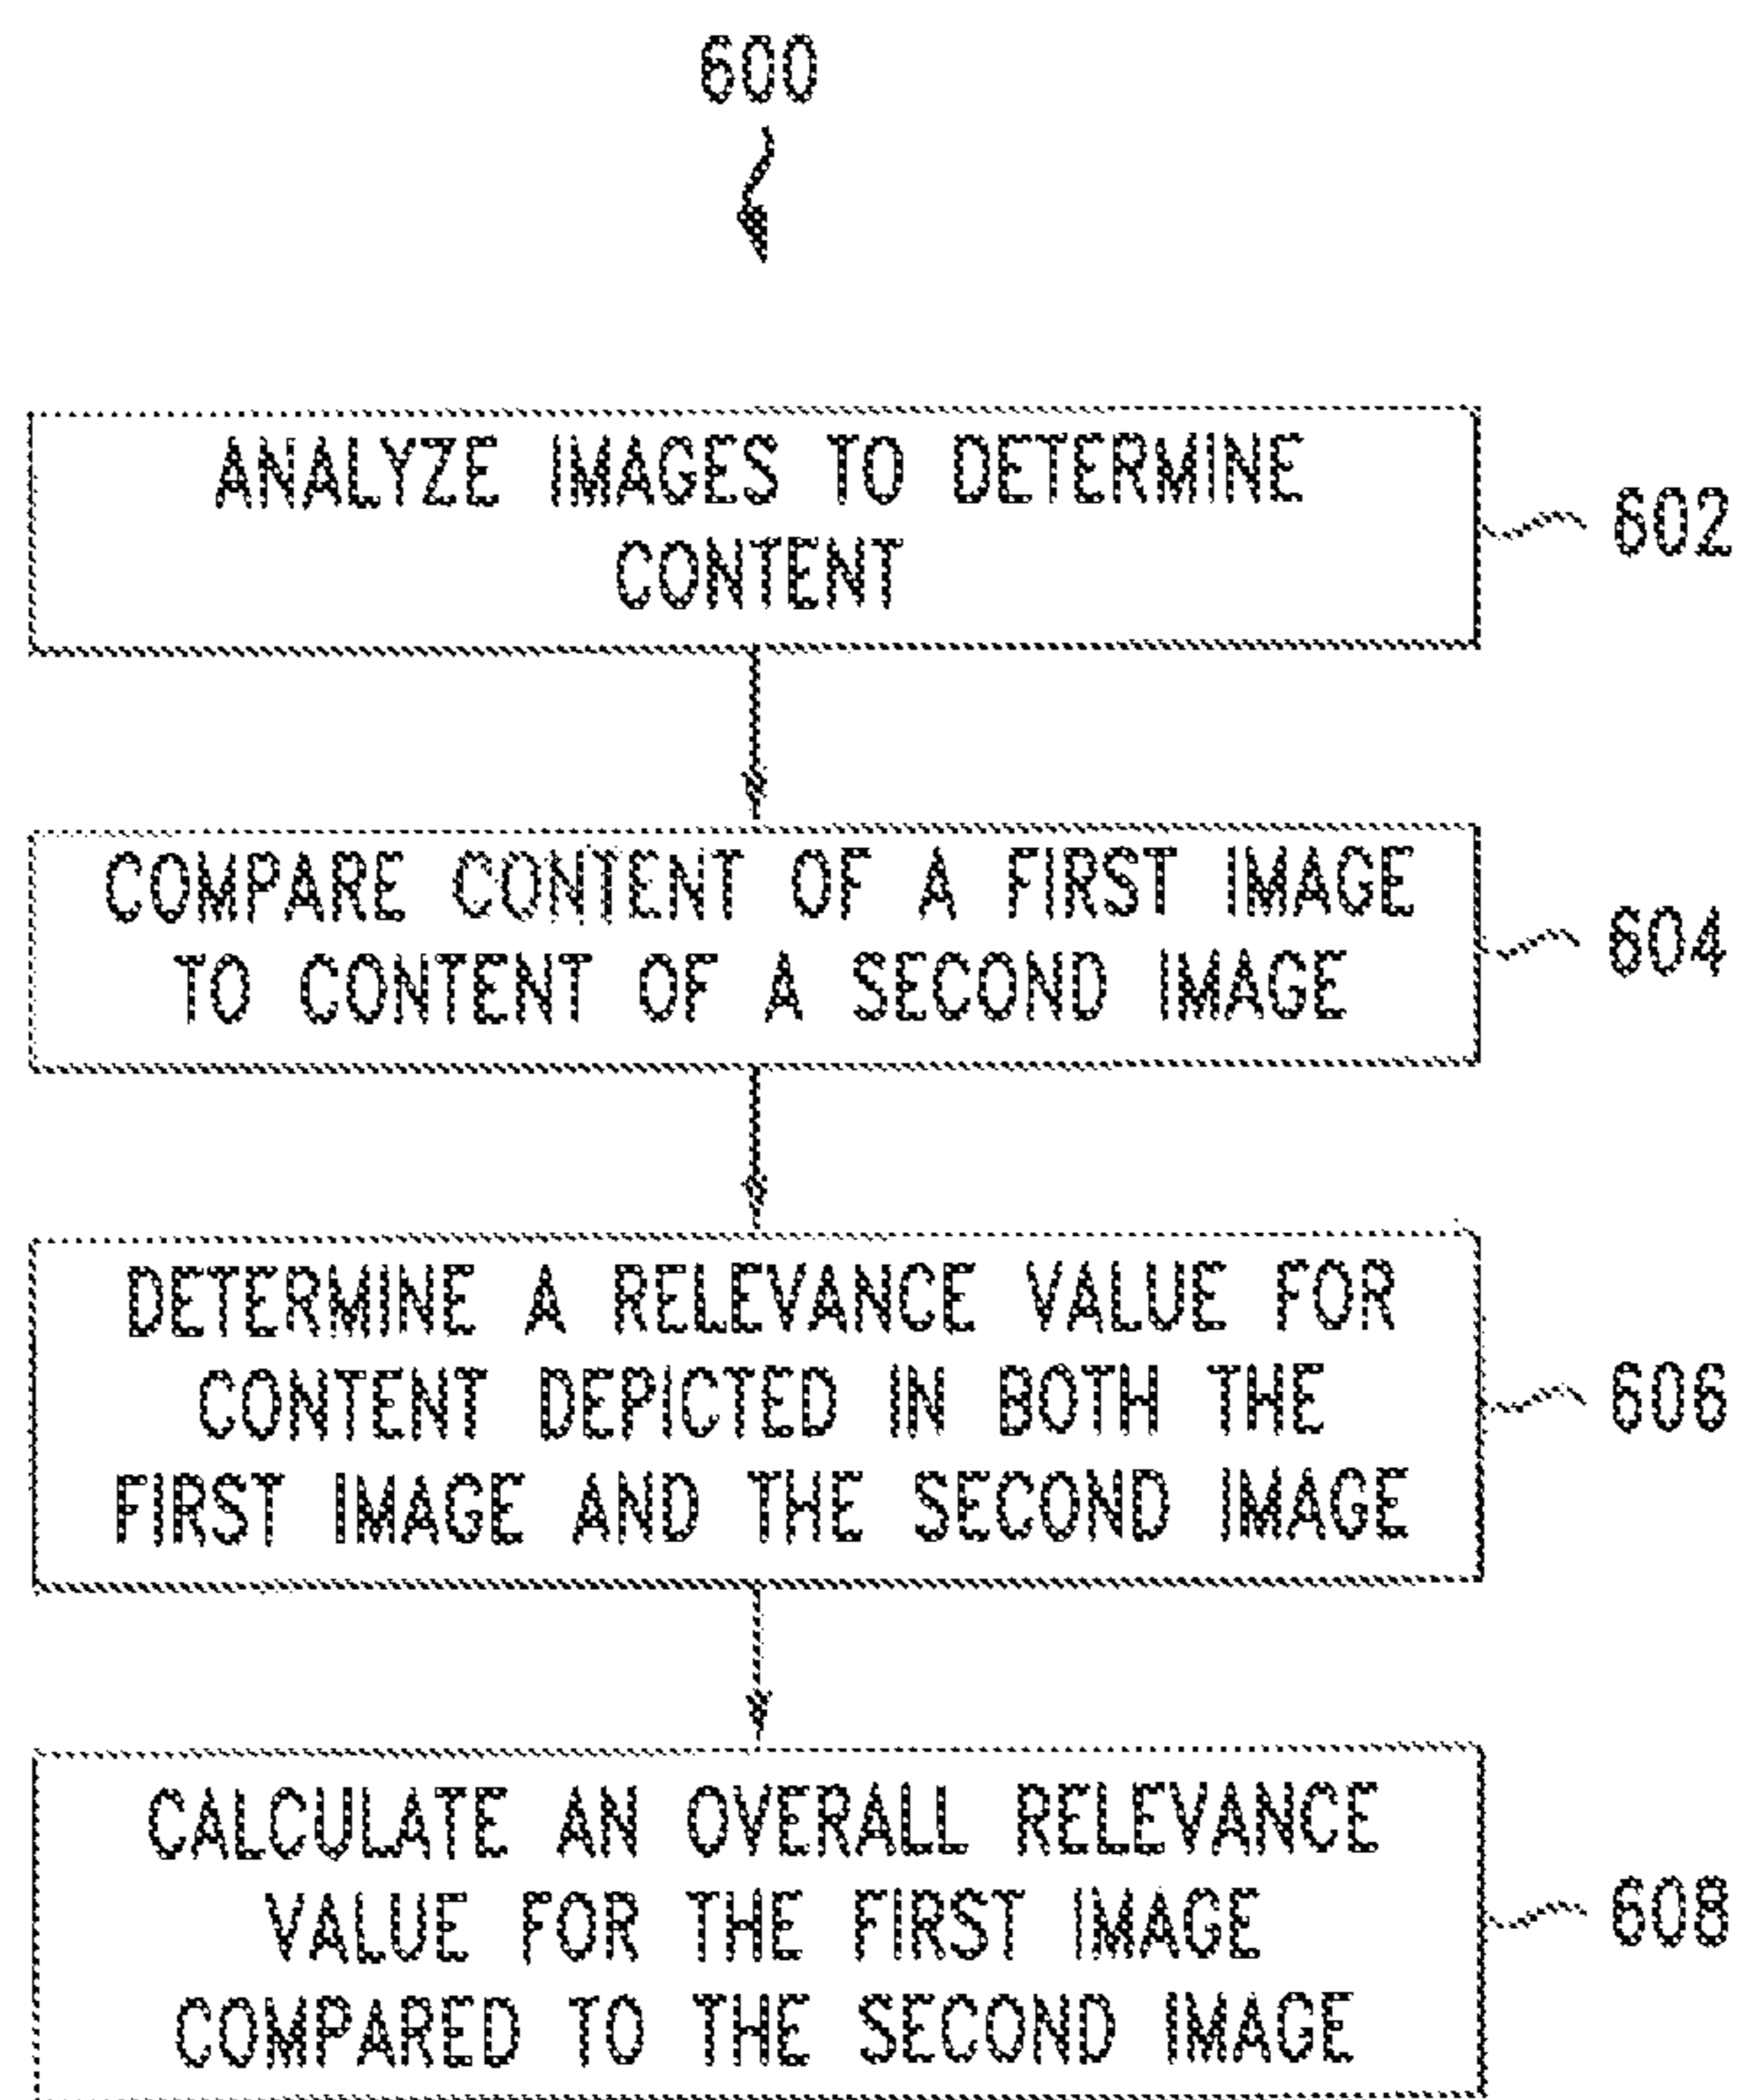 600
ANALYZE IMAGES TO DETERMINE
CONTENT
602
COMPARE CONTENT OF A FIRST IMAGE
TO CONTENT OF A SECOND IMAGE
604
DETERMINE A RELEVANCE VALUE FOR
CONTENT DEPICTED IN BOTH THE
FIRST IMAGE AND THE SECOND IMAGE
606
CALCULATE AN OVERALL RELEVANCE
VALUE FOR THE FIRST IMAGE
COMPARED TO THE SECOND IMAGE
608